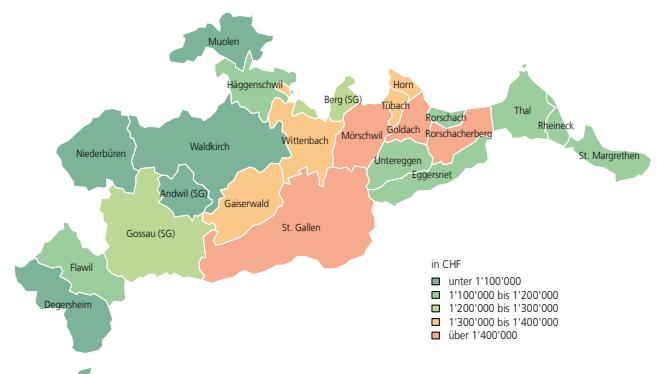 Muolen
Häggenschwil
Berg (SG)
Horn
Tübach
Thal
Rorschach
Goldach
Rorschacherberg
Rheineck
Mörschwil
Wittenbach
Waldkirch
Niederbüren
Untereggen
St. Margrethen
Eggersriet
Andwil (SG)
Gaiserwald
St. Gallen
Gossau (SG)
Flawil
Degersheim
in CHF
unter 1'100'000
1'100'000 bis 1'200'000
1'200'000 bis 1'300'000
1'300'000 bis 1'400'000
über 1'400'000